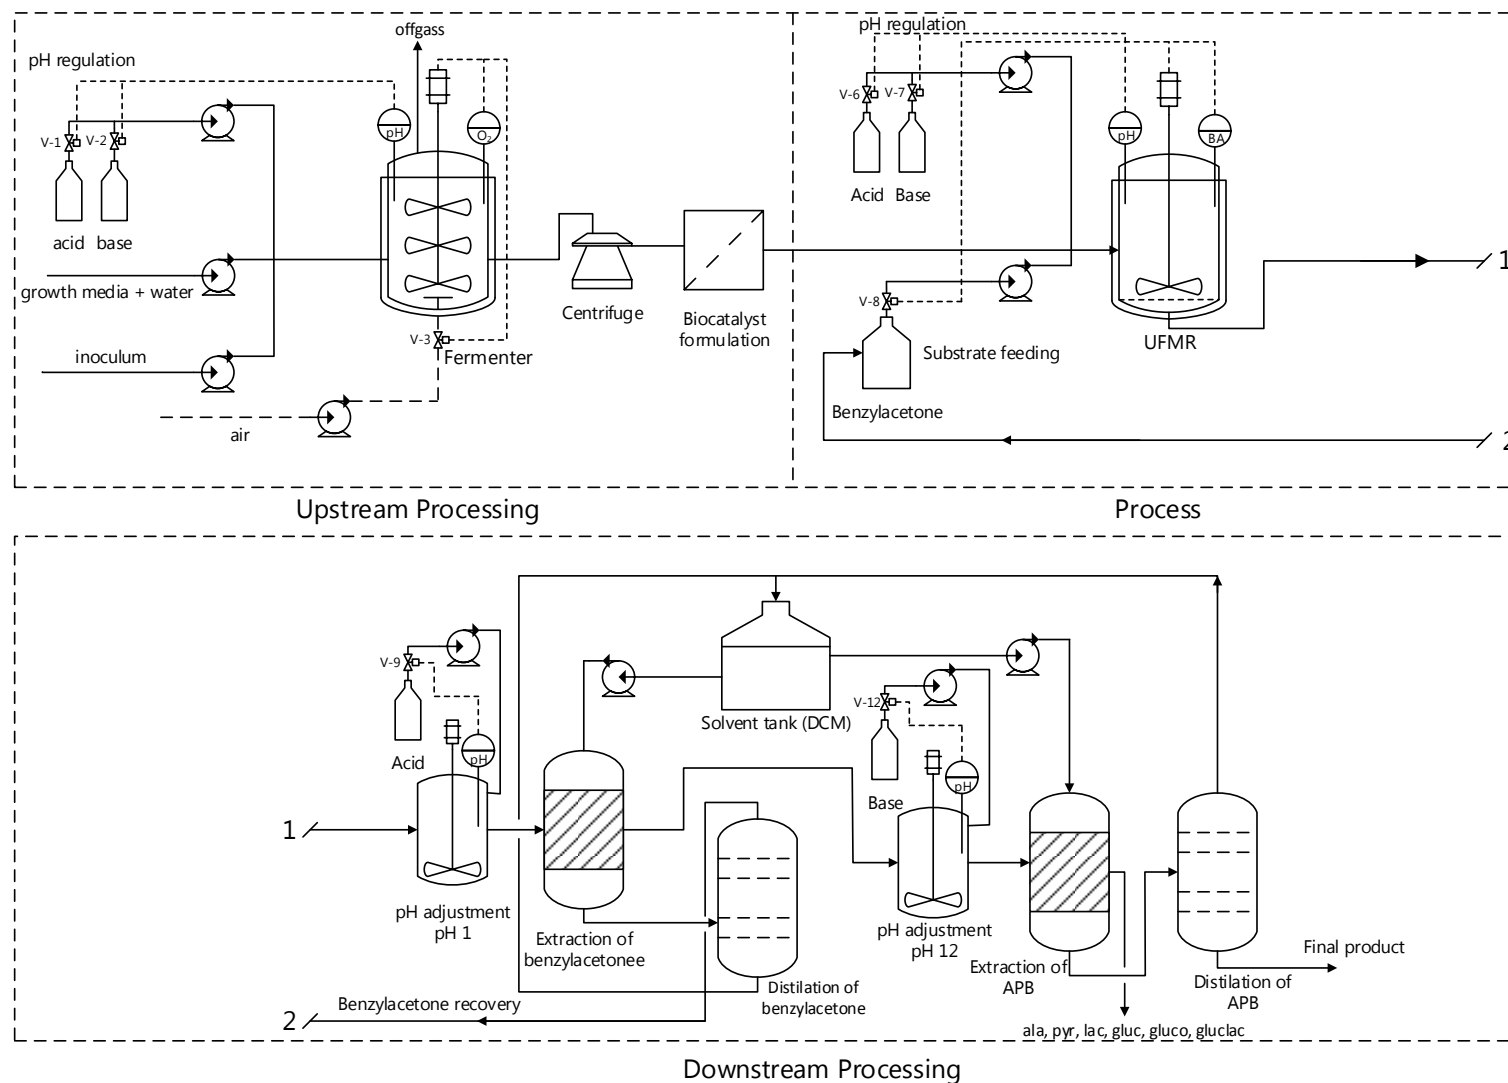 offgass
pH regulation
V-1
V-2
pH
O₂
acid
base
growth media + water
inoculum
air
V-3
Fermenter
Centrifuge
Biocatalyst
formulation
Upstream Processing
pH regulation
V-6
V-7
Acid
Base
pH
BA
V-8
Substrate feeding
Benzylacetone
UFMR
1
2
Process
V-9
Acid
pH
1
pH adjustment
pH 1
Extraction of
benzylacetonee
Solvent tank (DCM)
V-12
Base
pH
pH adjustment
pH 12
Distilation of
benzylacetone
Benzylacetone recovery
2
Extraction of
APB
Distilation of
APB
Final product
ala, pyr, lac, gluc, gluco, gluclac
Downstream Processing